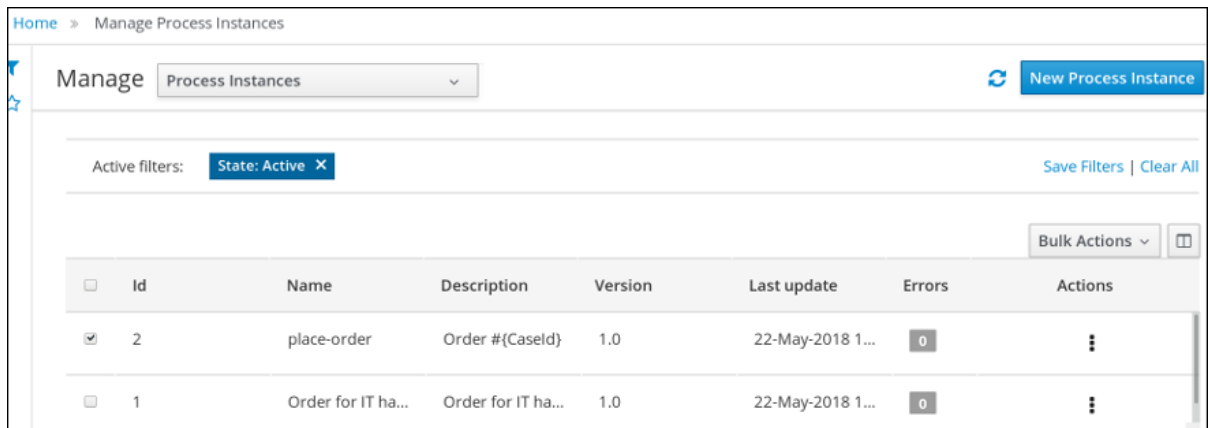 Home » Manage Process Instances
Manage Process Instances New Process Instance
Active filters: State: Active ✕ Save Filters | Clear All
Bulk Actions
Id Name Description Version Last update Errors Actions
2 place-order Order #{CaseId} 1.0 22-May-2018 1... 0
1 Order for IT ha... Order for IT ha... 1.0 22-May-2018 1... 0